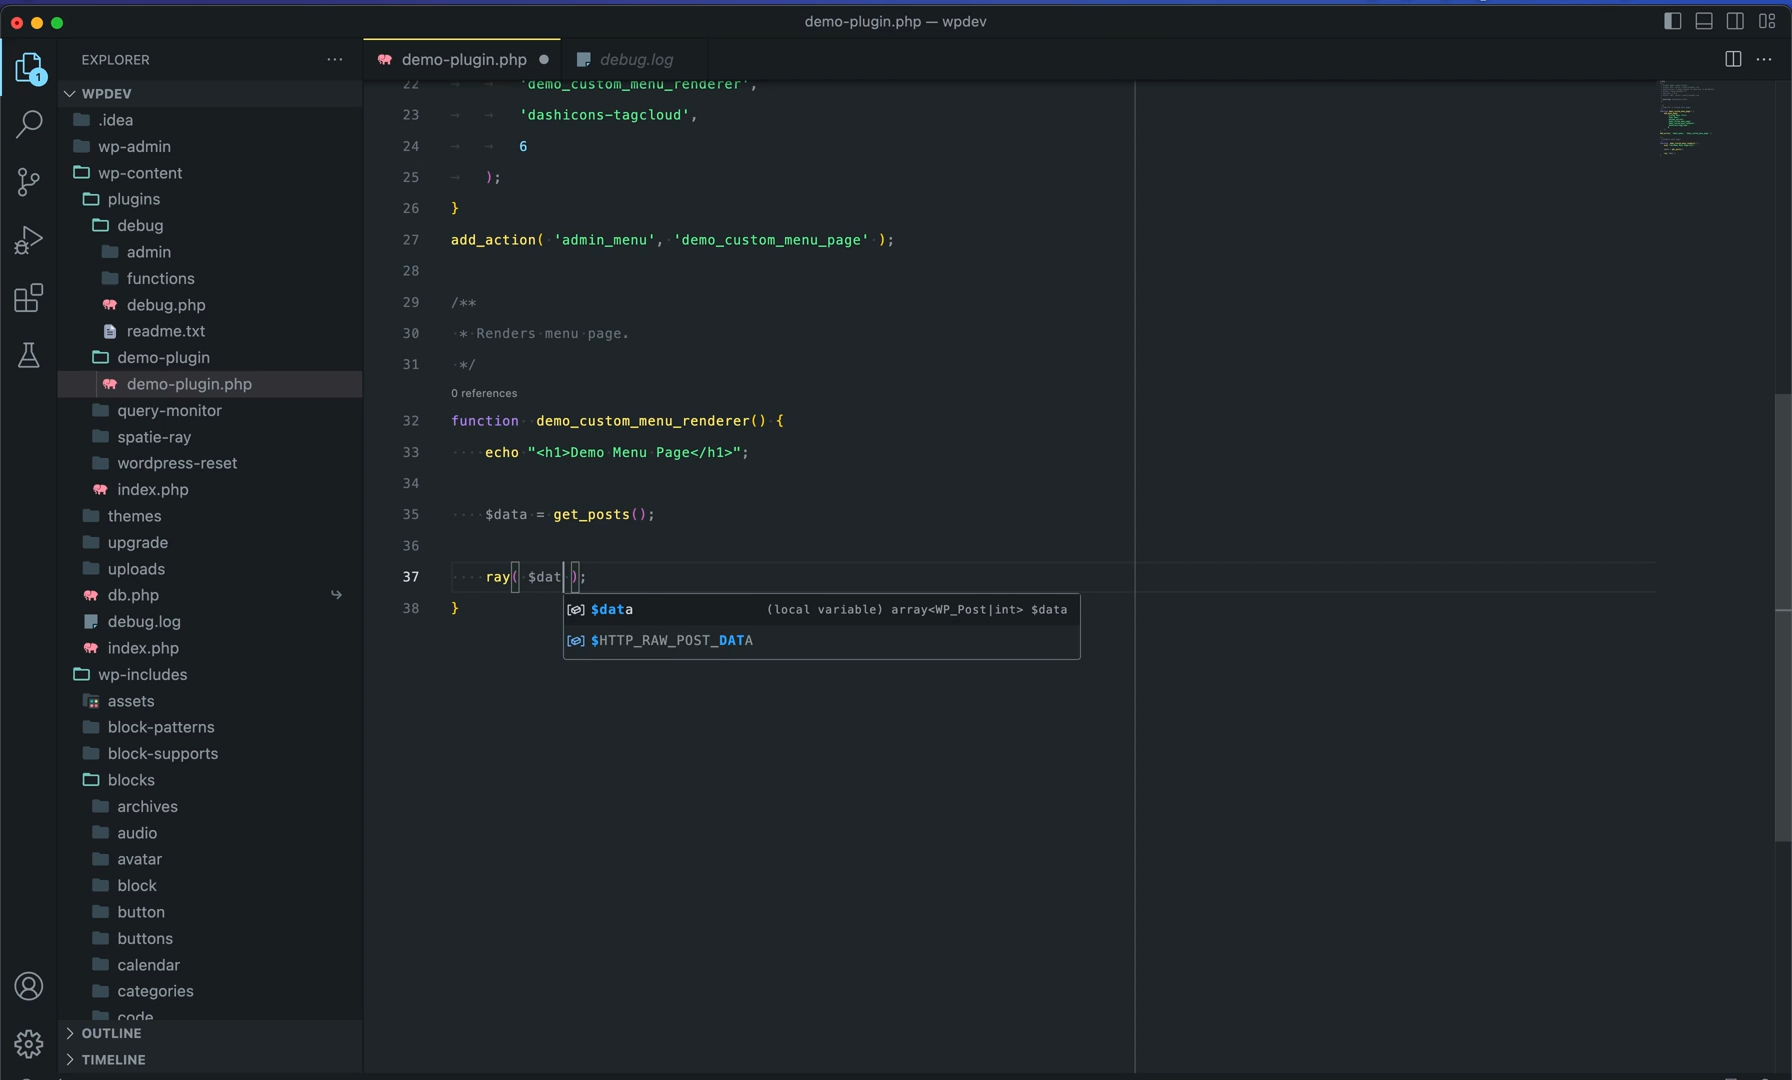 demo-plugin.php — wpdev
EXPLORER
1
WPDEV
.idea
wp-admin
wp-content
plugins
debug
admin
functions
debug.php
readme.txt
demo-plugin
demo-plugin.php
query-monitor
spatie-ray
wordpress-reset
index.php
themes
upgrade
uploads
db.php
debug.log
index.php
wp-includes
assets
block-patterns
block-supports
blocks
archives
audio
avatar
block
button
buttons
calendar
categories
code
OUTLINE
TIMELINE
demo-plugin.php
debug.log
22 'demo_custom_menu_renderer',
23 'dashicons-tagcloud',
24 6
25 );
26 }
27 add_action( 'admin_menu', 'demo_custom_menu_page' );
28
29 /**
30 * Renders menu page.
31 */
0 references
32 function demo_custom_menu_renderer() {
33 echo "<h1>Demo Menu Page</h1>";
34
35 $data = get_posts();
36
37 ray( $dat );
38 }
$data (local variable) array<WP_Post|int> $data
$HTTP_RAW_POST_DATA